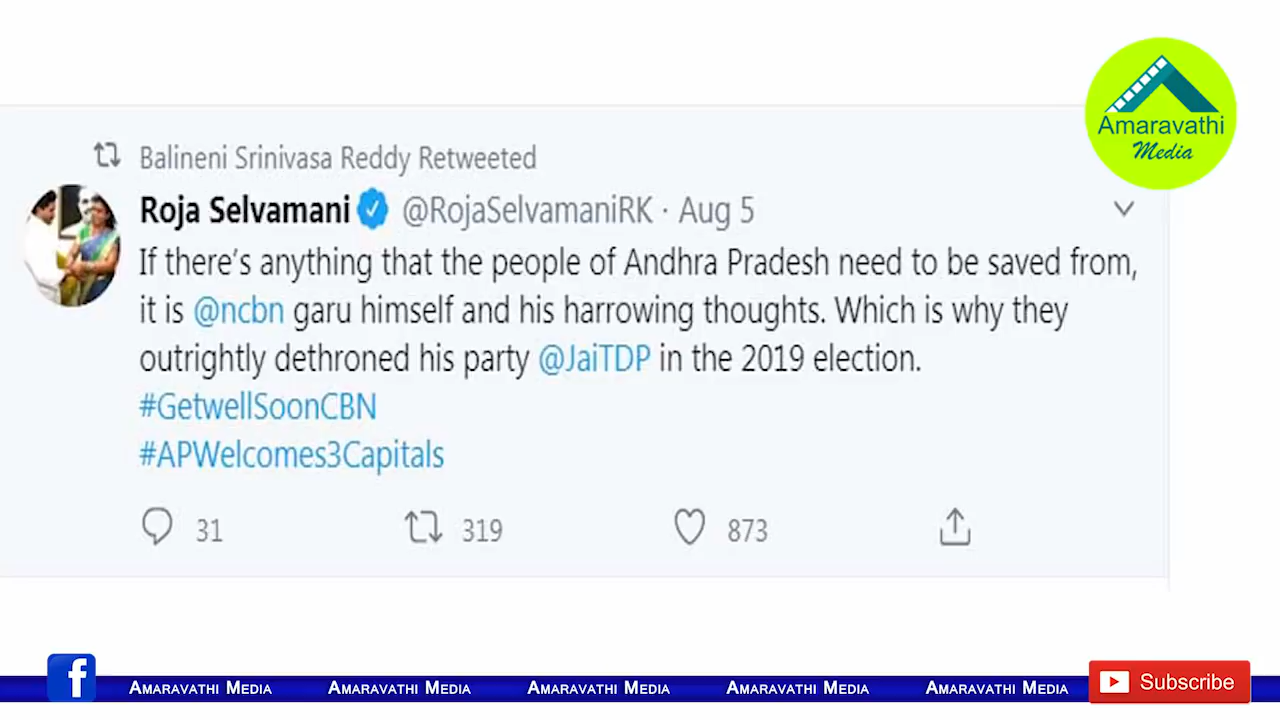 Amaravathi
Media
Balineni Srinivasa Reddy Retweeted
Roja Selvamani @RojaSelvamaniRK · Aug 5
If there's anything that the people of Andhra Pradesh need to be saved from,
it is @ncbn garu himself and his harrowing thoughts. Which is why they
outrightly dethroned his party @JaiTDP in the 2019 election.
#GetwellSoonCBN
#APWelcomes3Capitals
31 319 873
f Amaravathi Media Amaravathi Media Amaravathi Media Amaravathi Media Amaravathi Media Subscribe